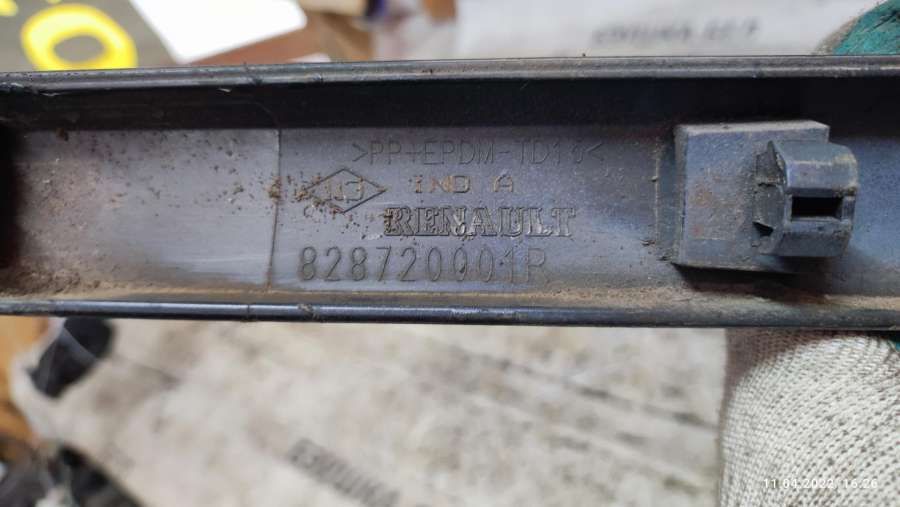 >PP+EPDM-TD10<
IND A
RENAULT
828720001R
11.04.2022, 16:26